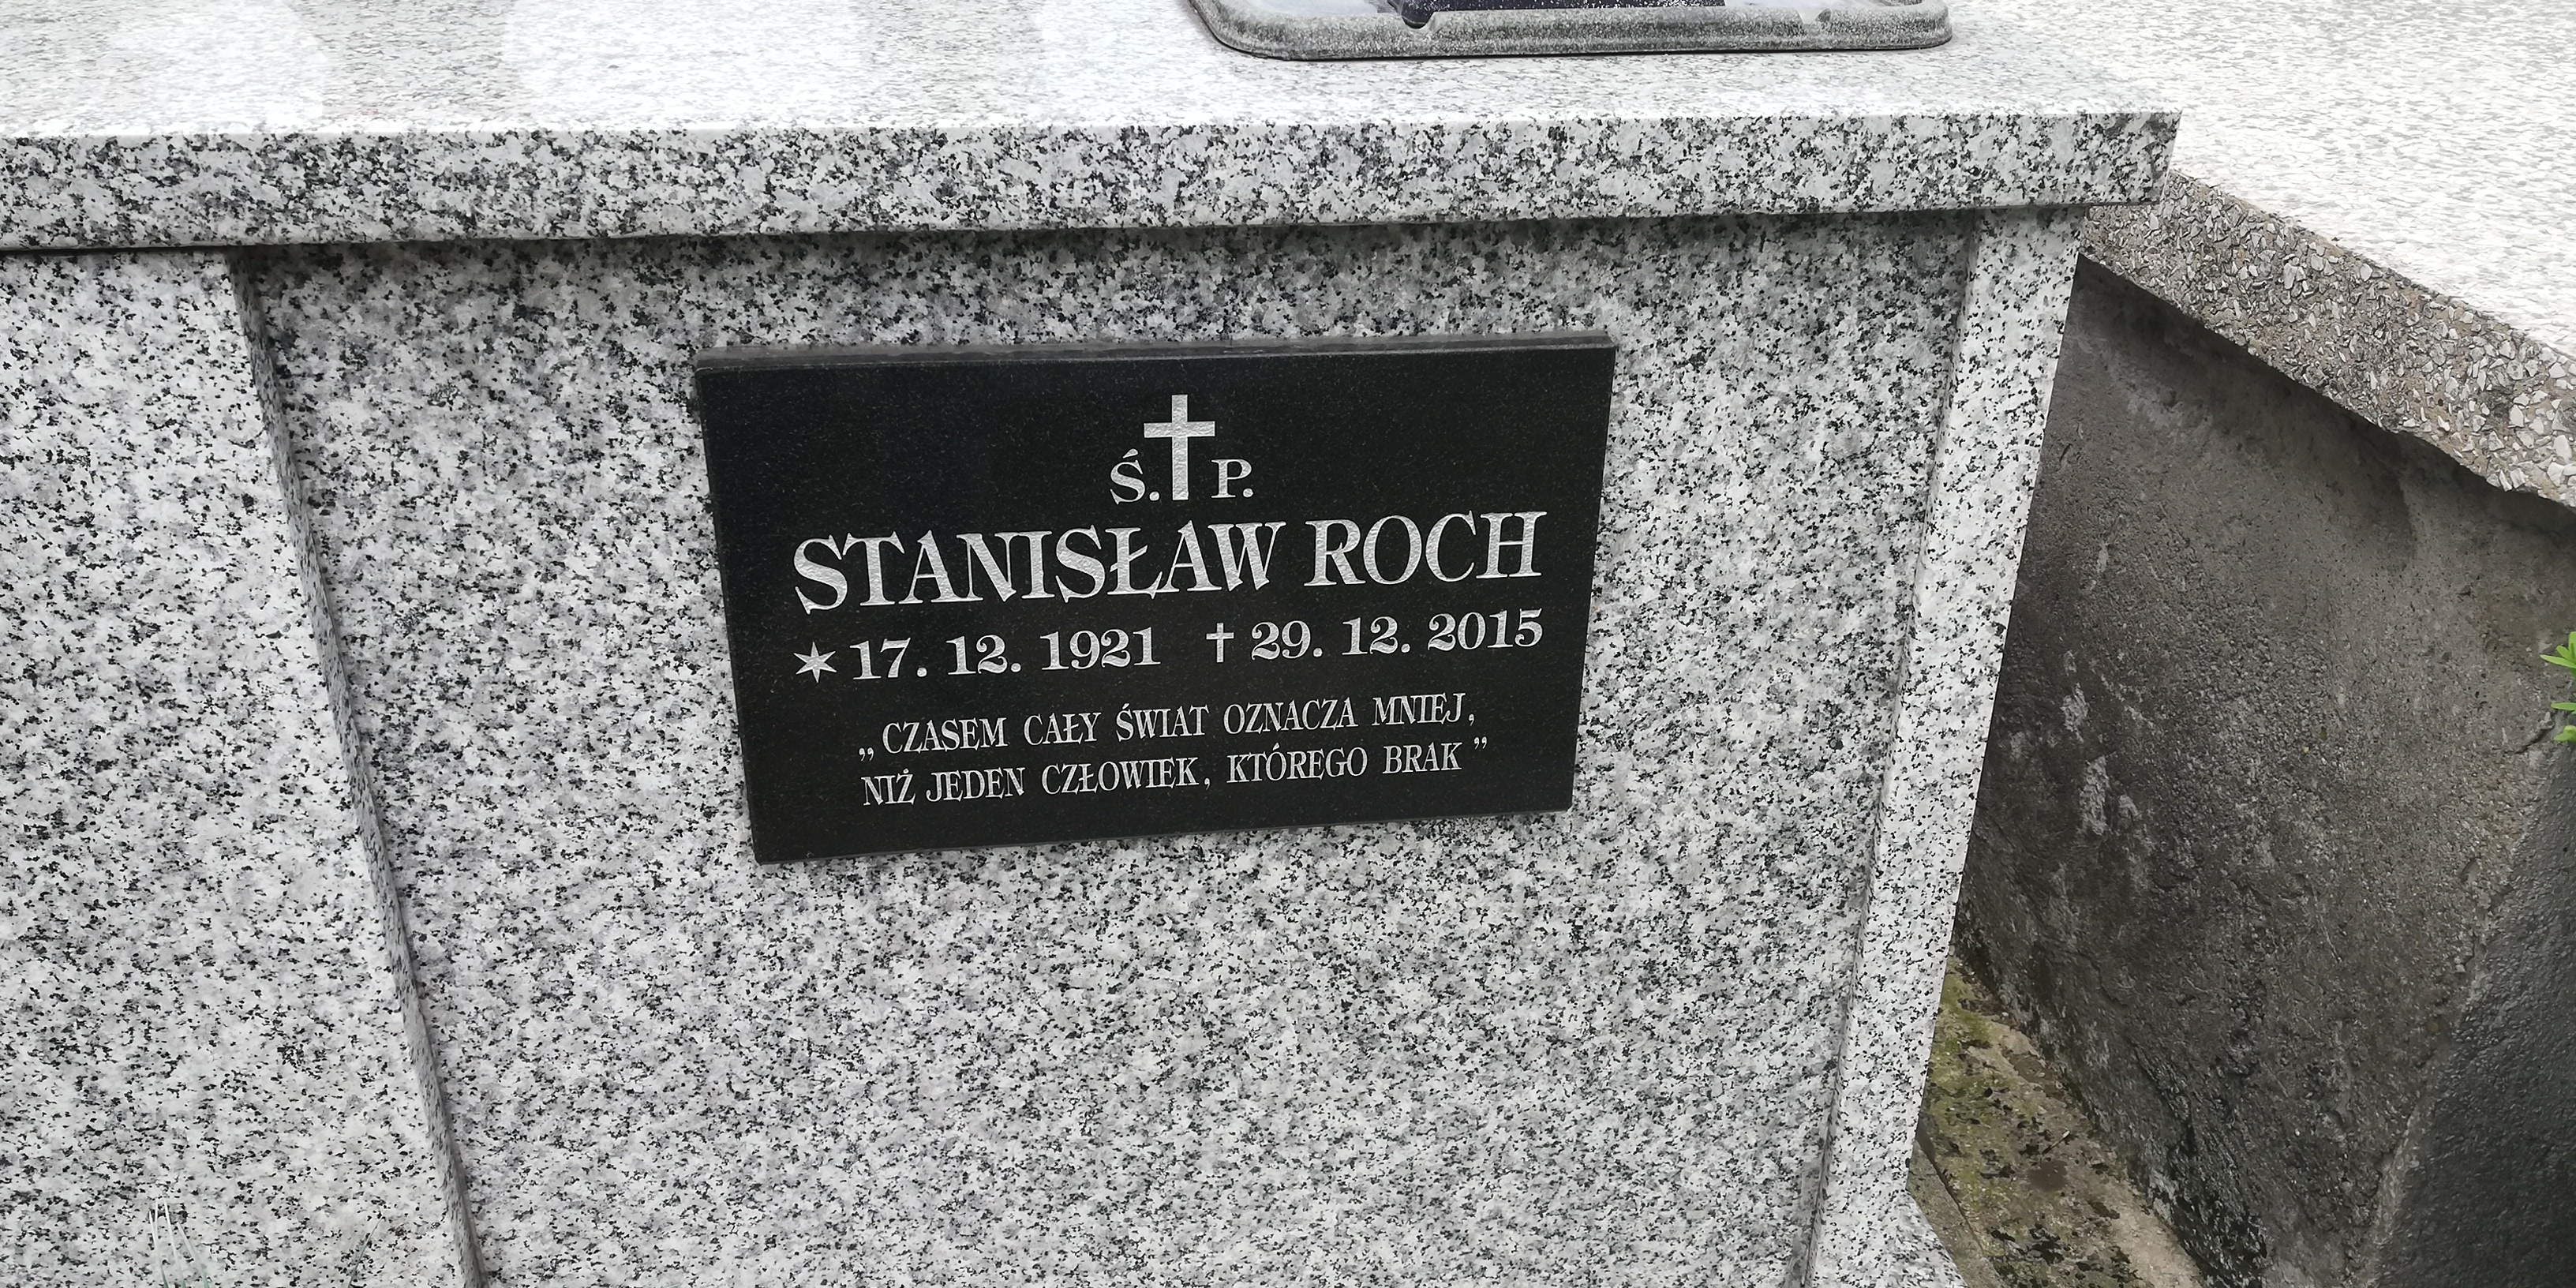 Ś. P.
STANISŁAW ROCH
17. 12. 1921 29. 12. 2015
„CZASEM CAŁY ŚWIAT OZNACZA MNIEJ,
NIŻ JEDEN CZŁOWIEK, KTÓREGO BRAK”